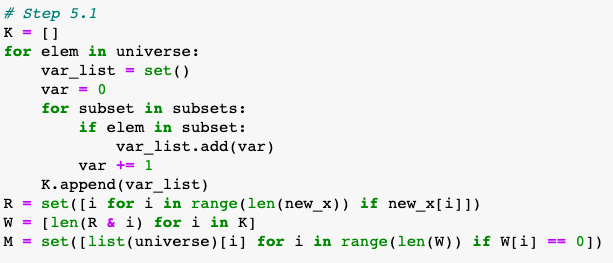 # Step 5.1
K = []
for elem in universe:
    var_list = set()
    var = 0
    for subset in subsets:
        if elem in subset:
            var_list.add(var)
        var += 1
    K.append(var_list)
R = set([i for i in range(len(new_x)) if new_x[i]])
W = [len(R & i) for i in K]
M = set([list(universe)[i] for i in range(len(W)) if W[i] == 0])